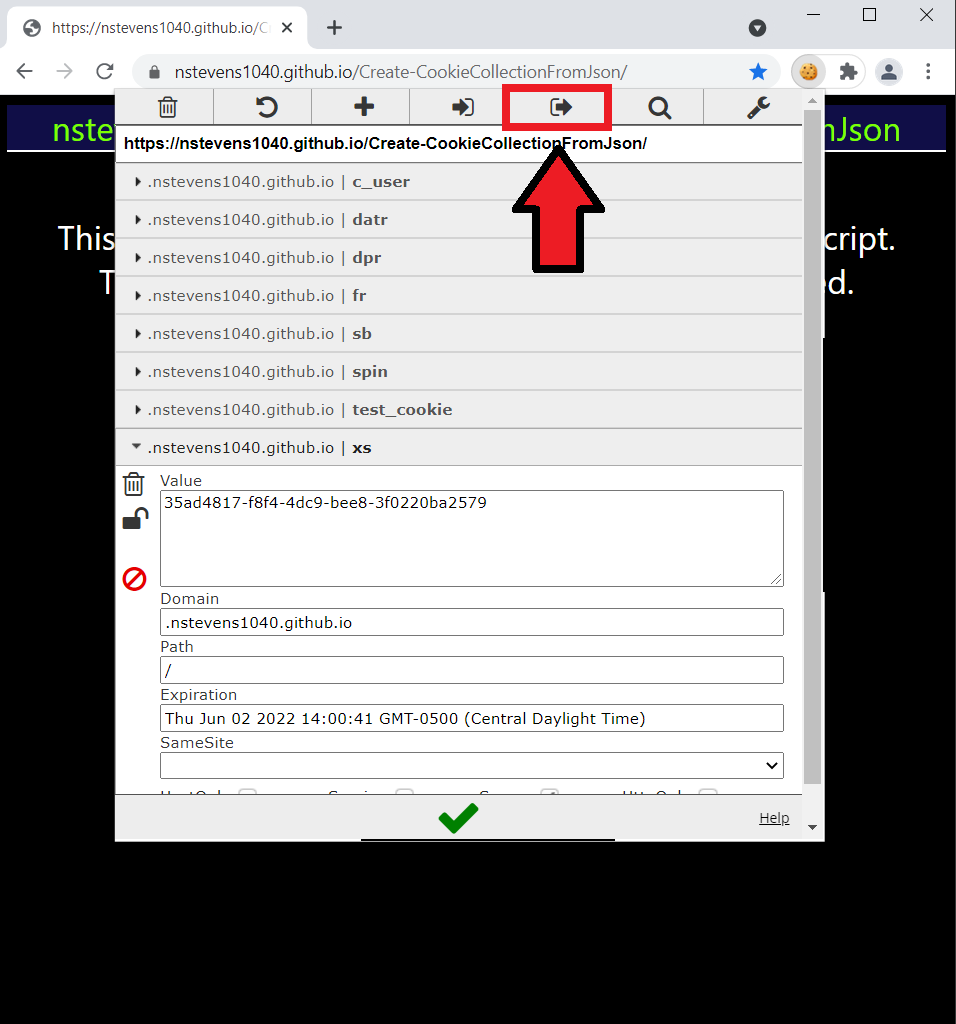 https://nstevens1040.github.io/C
nstevens1040.github.io/Create-CookieCollectionFromJson/
nste nJson
https://nstevens1040.github.io/Create-CookieCollectionFromJson/
.nstevens1040.github.io | c_user
.nstevens1040.github.io | datr
This cript.
.nstevens1040.github.io | dpr
T ed.
.nstevens1040.github.io | fr
.nstevens1040.github.io | sb
.nstevens1040.github.io | spin
.nstevens1040.github.io | test_cookie
.nstevens1040.github.io | xs
Value
35ad4817-f8f4-4dc9-bee8-3f0220ba2579
Domain
.nstevens1040.github.io
Path
/
Expiration
Thu Jun 02 2022 14:00:41 GMT-0500 (Central Daylight Time)
SameSite
Help